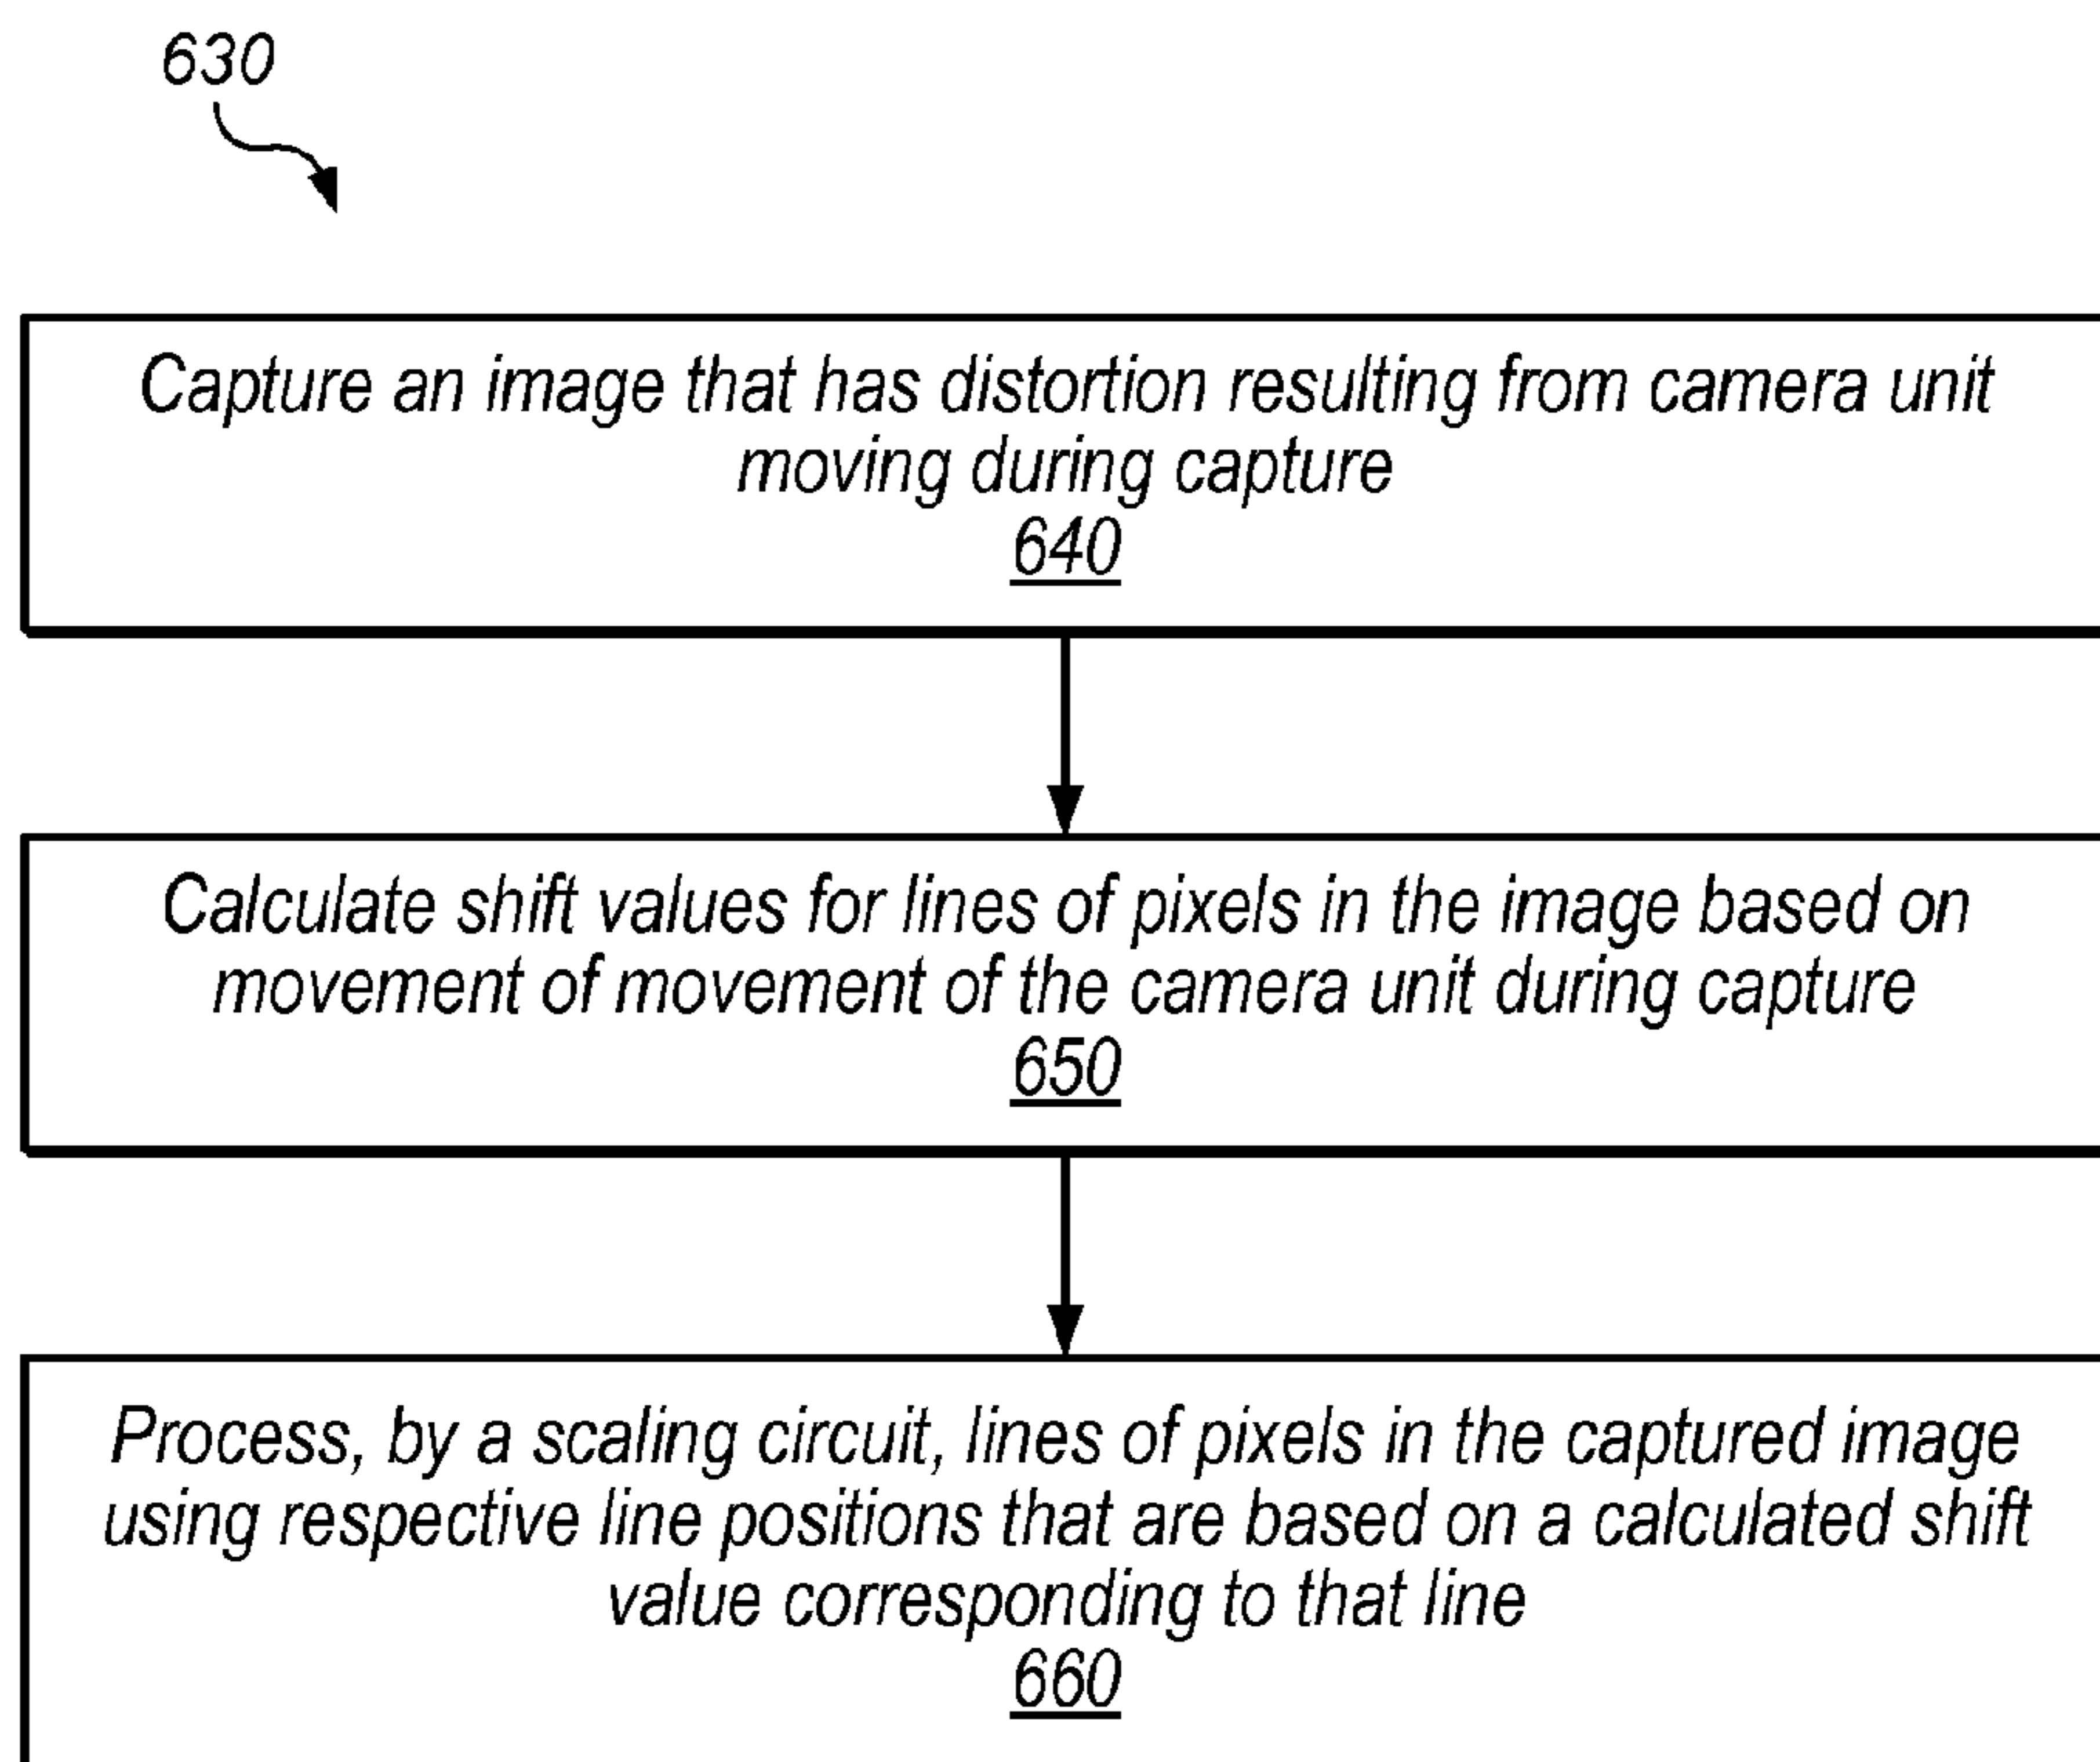 630
Capture an image that has distortion resulting from camera unit
moving during capture
640
Calculate shift values for lines of pixels in the image based on
movement of movement of the camera unit during capture
650
Process, by a scaling circuit, lines of pixels in the captured image
using respective line positions that are based on a calculated shift
value corresponding to that line
660